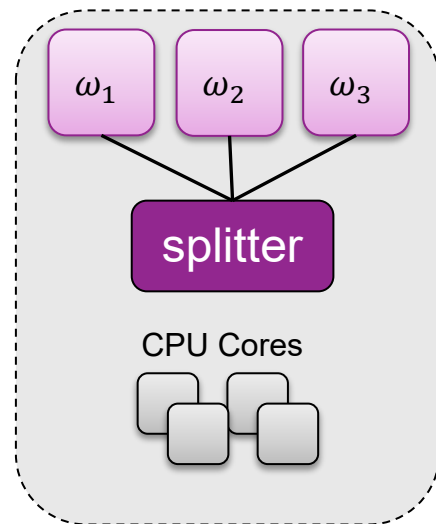 ω₁ ω₂ ω₃
splitter
CPU Cores